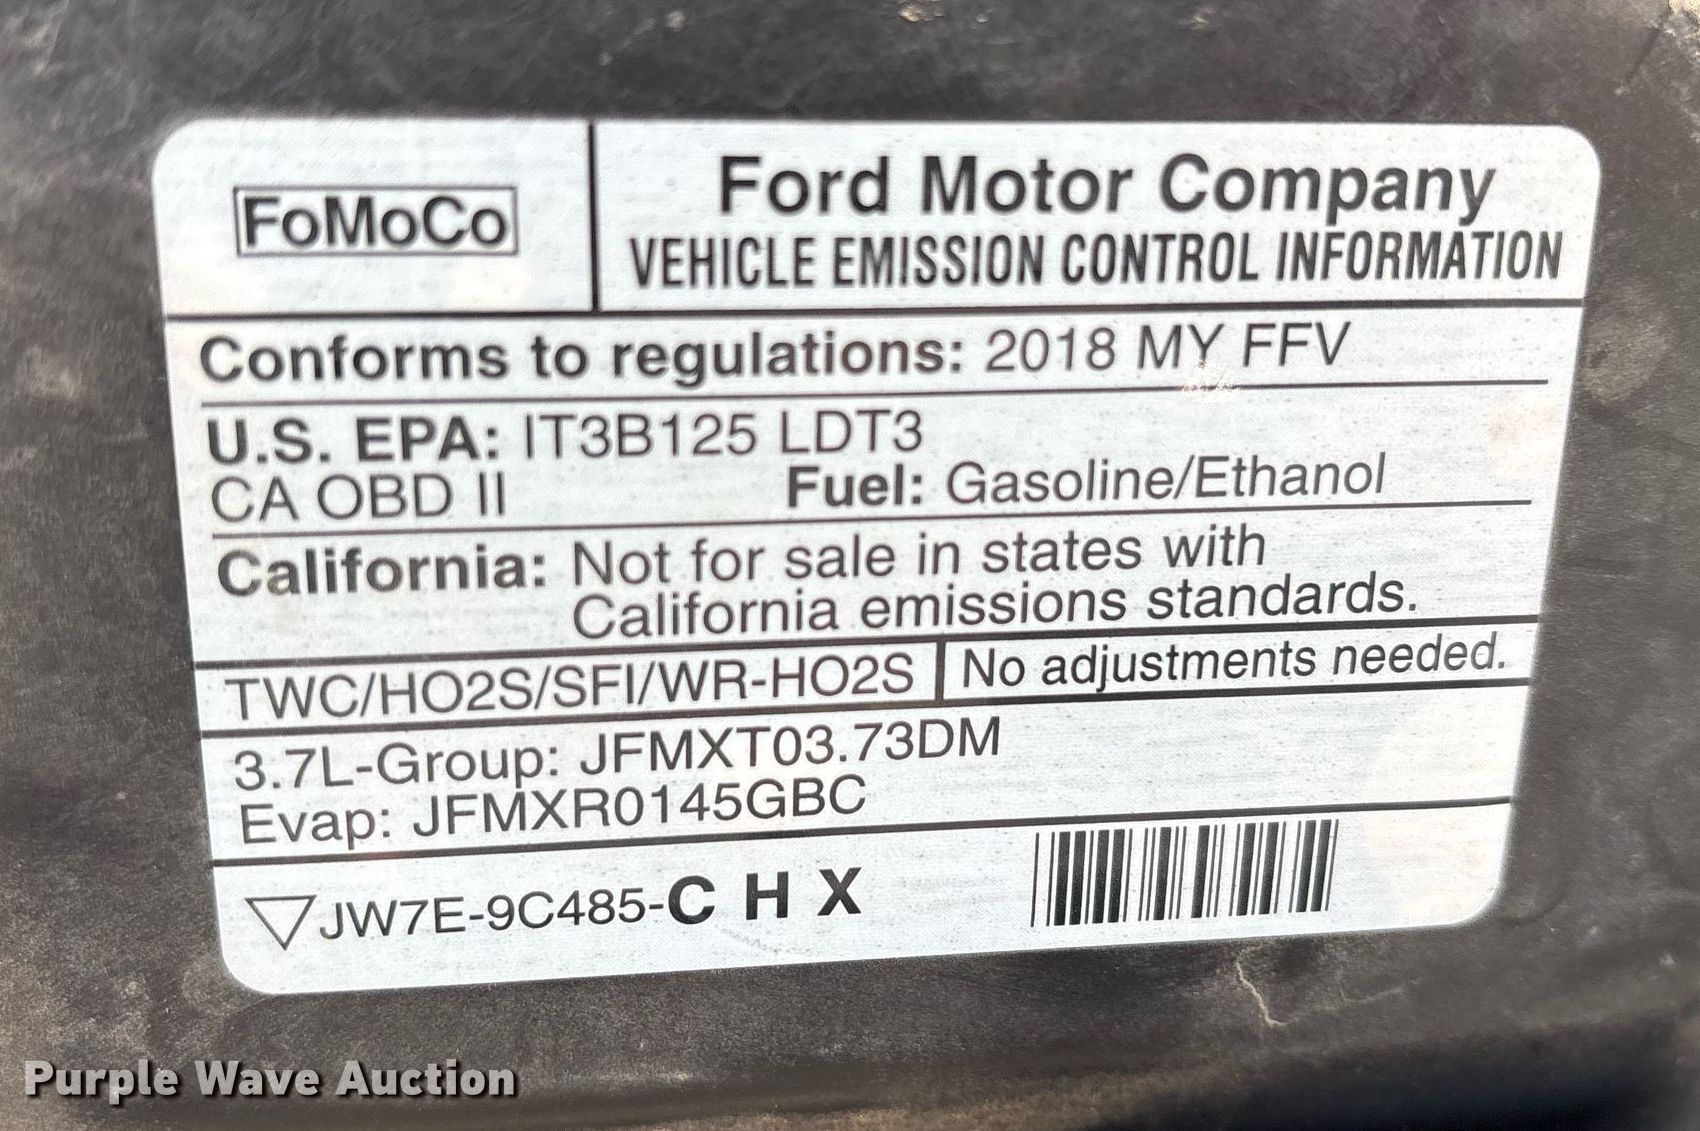 FoMoCo
Ford Motor Company
VEHICLE EMISSION CONTROL INFORMATION
Conforms to regulations: 2018 MY FFV
U.S. EPA: IT3B125 LDT3
CA OBD II Fuel: Gasoline/Ethanol
California: Not for sale in states with
California emissions standards.
TWC/HO2S/SFI/WR-HO2S No adjustments needed.
3.7L-Group: JFMXT03.73DM
Evap: JFMXR0145GBC
JW7E-9C485-C H X
Purple Wave Auction